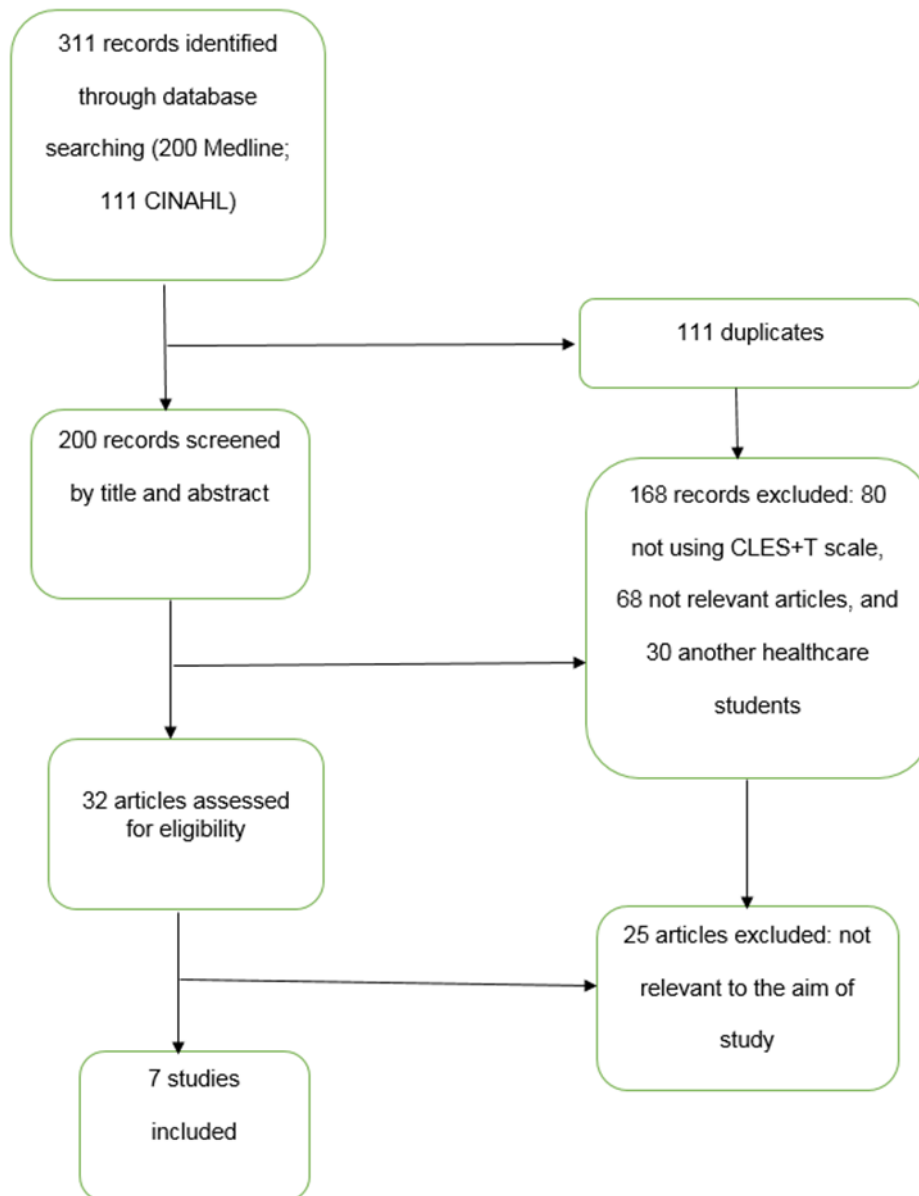 311 records identified
through database
searching (200 Medline;
111 CINAHL)
111 duplicates
200 records screened
by title and abstract
168 records excluded: 80
not using CLES+T scale,
68 not relevant articles, and
30 another healthcare
students
32 articles assessed
for eligibility
25 articles excluded: not
relevant to the aim of
study
7 studies
included